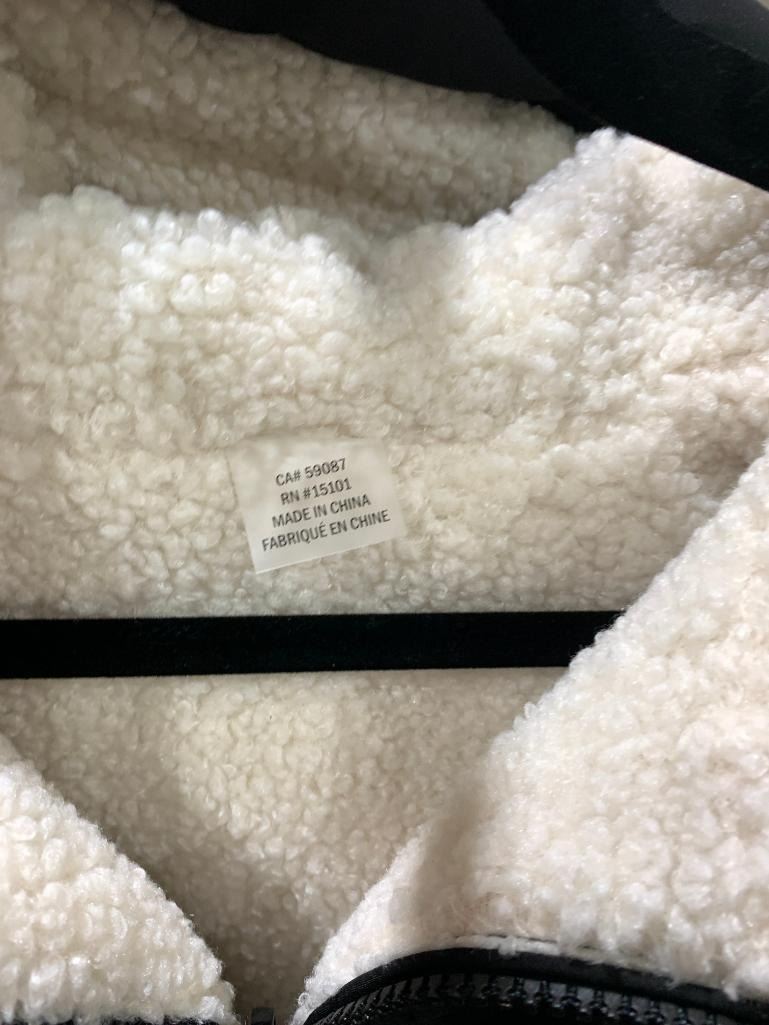 CA# 59087
RN #15101
MADE IN CHINA
FABRIQUÉ EN CHINE